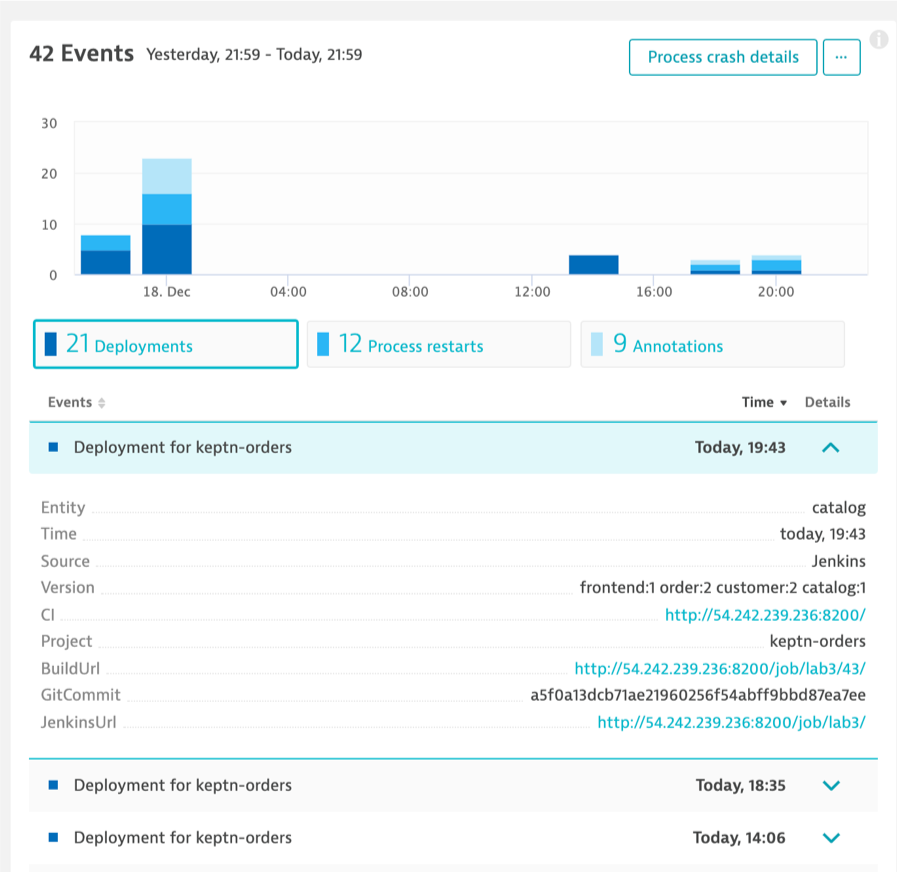 42 Events Yesterday, 21:59 - Today, 21:59
Process crash details ...
i
30
20
10
0
18. Dec 04:00 08:00 12:00 16:00 20:00
21 Deployments 12 Process restarts 9 Annotations
Events Time Details
Deployment for keptn-orders Today, 19:43
Entity catalog
Time today, 19:43
Source Jenkins
Version frontend:1 order:2 customer:2 catalog:1
CI http://54.242.239.236:8200/
Project keptn-orders
BuildUrl http://54.242.239.236:8200/job/lab3/43/
GitCommit a5f0a13dcb71ae21960256f54abff9bbd87ea7ee
JenkinsUrl http://54.242.239.236:8200/job/lab3/
Deployment for keptn-orders Today, 18:35
Deployment for keptn-orders Today, 14:06